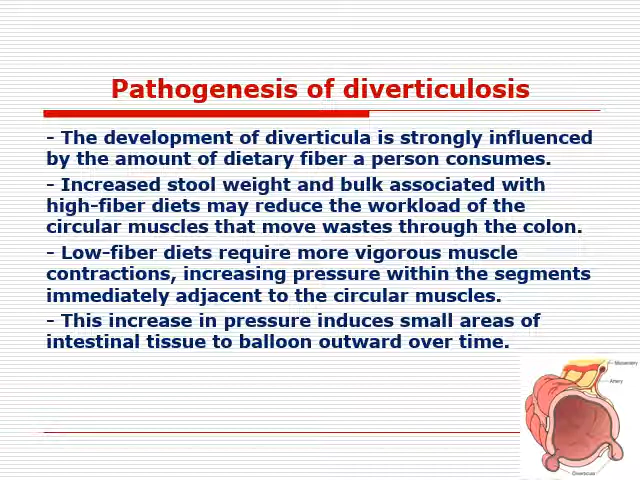 Pathogenesis of diverticulosis
- The development of diverticula is strongly influenced
by the amount of dietary fiber a person consumes.
- Increased stool weight and bulk associated with
high-fiber diets may reduce the workload of the
circular muscles that move wastes through the colon.
- Low-fiber diets require more vigorous muscle
contractions, increasing pressure within the segments
immediately adjacent to the circular muscles.
- This increase in pressure induces small areas of
intestinal tissue to balloon outward over time.
Mesentery
Artery
Diverticula